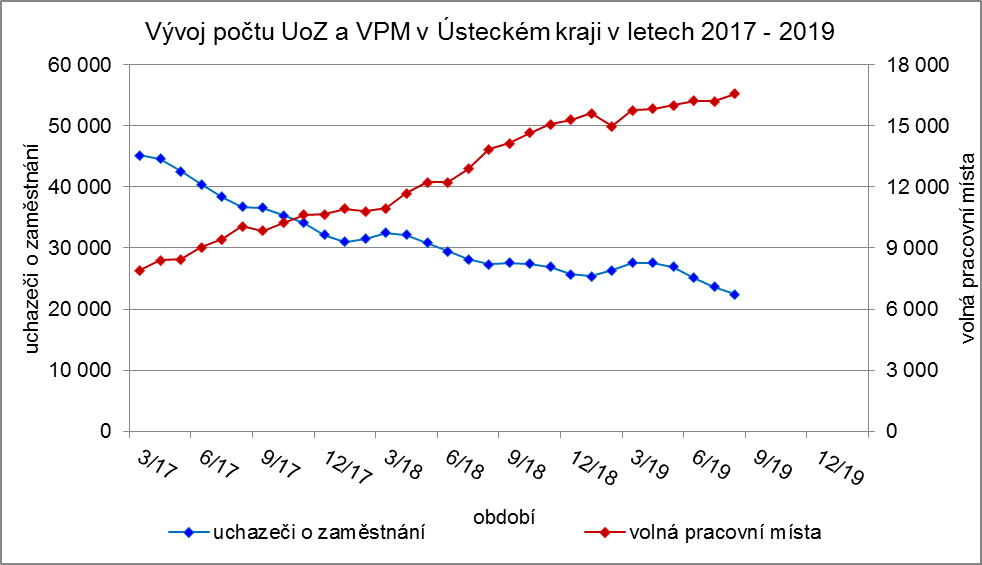 Vývoj počtu UoZ a VPM v Ústeckém kraji v letech 2017 - 2019
uchazeči o zaměstnání
60 000
50 000
40 000
30 000
20 000
10 000
0
18 000
15 000
12 000
9 000
6 000
3 000
0
volná pracovní místa
3/17 6/17 9/17 12/17 3/18 6/18 9/18 12/18 3/19 6/19 9/19 12/19
období
uchazeči o zaměstnání volná pracovní místa